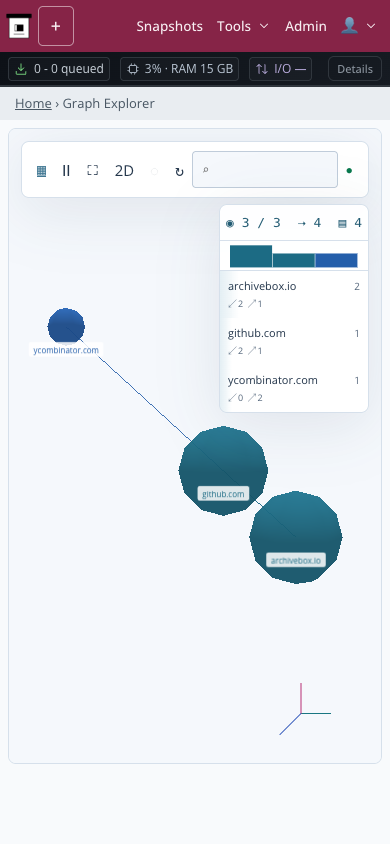 + Snapshots Tools Admin
0 - 0 queued 3% · RAM 15 GB I/O — Details
Home › Graph Explorer
2D
3 / 3 → 4 4
archivebox.io 2
↙2 ↗1
github.com 1
↙2 ↗1
ycombinator.com 1
↙0 ↗2
ycombinator.com
github.com
archivebox.io